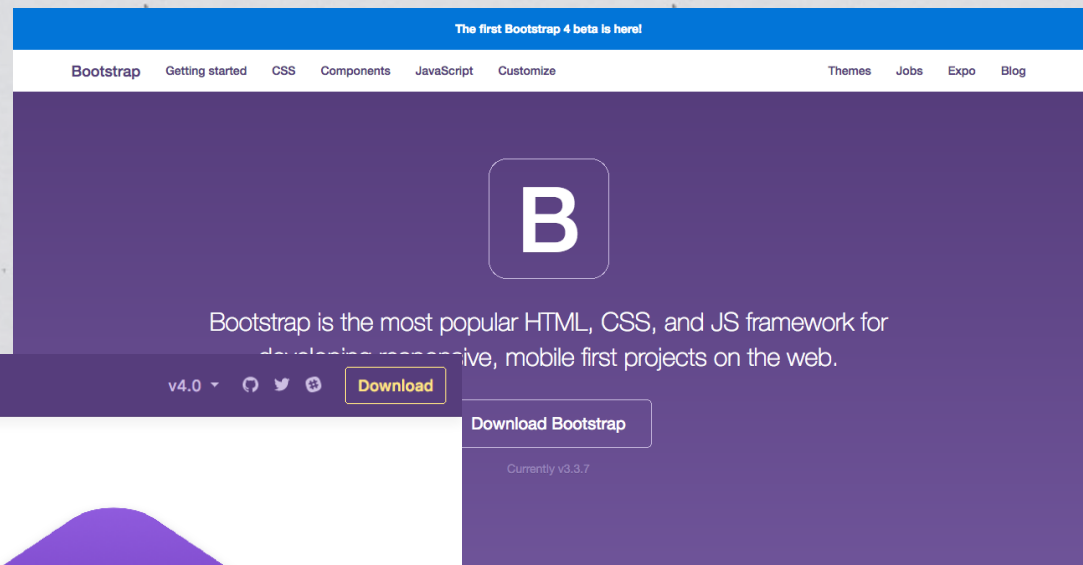 The first Bootstrap 4 beta is here!
Bootstrap Getting started CSS Components JavaScript Customize Themes Jobs Expo Blog
B
Bootstrap is the most popular HTML, CSS, and JS framework for
developing responsive, mobile first projects on the web.
v4.0 Download
Download Bootstrap
Currently v3.3.7